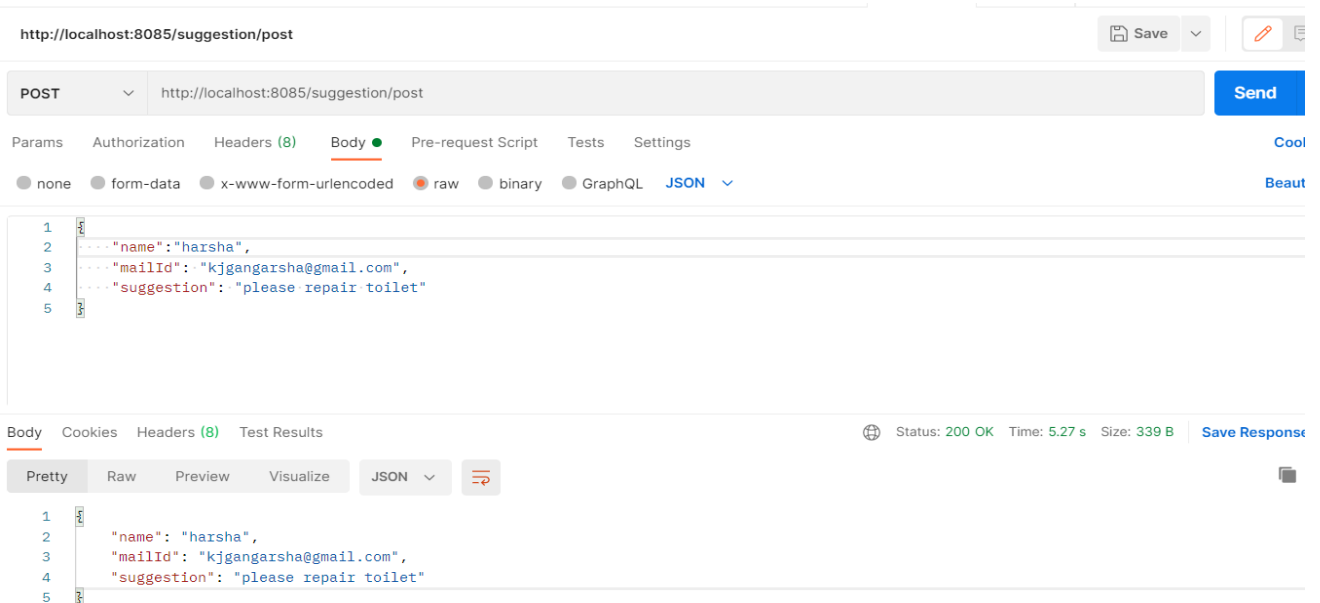 http://localhost:8085/suggestion/post Save
POST http://localhost:8085/suggestion/post Send
Params Authorization Headers (8) Body Pre-request Script Tests Settings Cool
none form-data x-www-form-urlencoded raw binary GraphQL JSON Beaut
1 {
2 "name":"harsha",
3 "mailId": "kjgangarsha@gmail.com",
4 "suggestion": "please repair toilet"
5 }
Body Cookies Headers (8) Test Results Status: 200 OK Time: 5.27 s Size: 339 B Save Response
Pretty Raw Preview Visualize JSON
1 {
2 "name": "harsha",
3 "mailId": "kjgangarsha@gmail.com",
4 "suggestion": "please repair toilet"
5 }